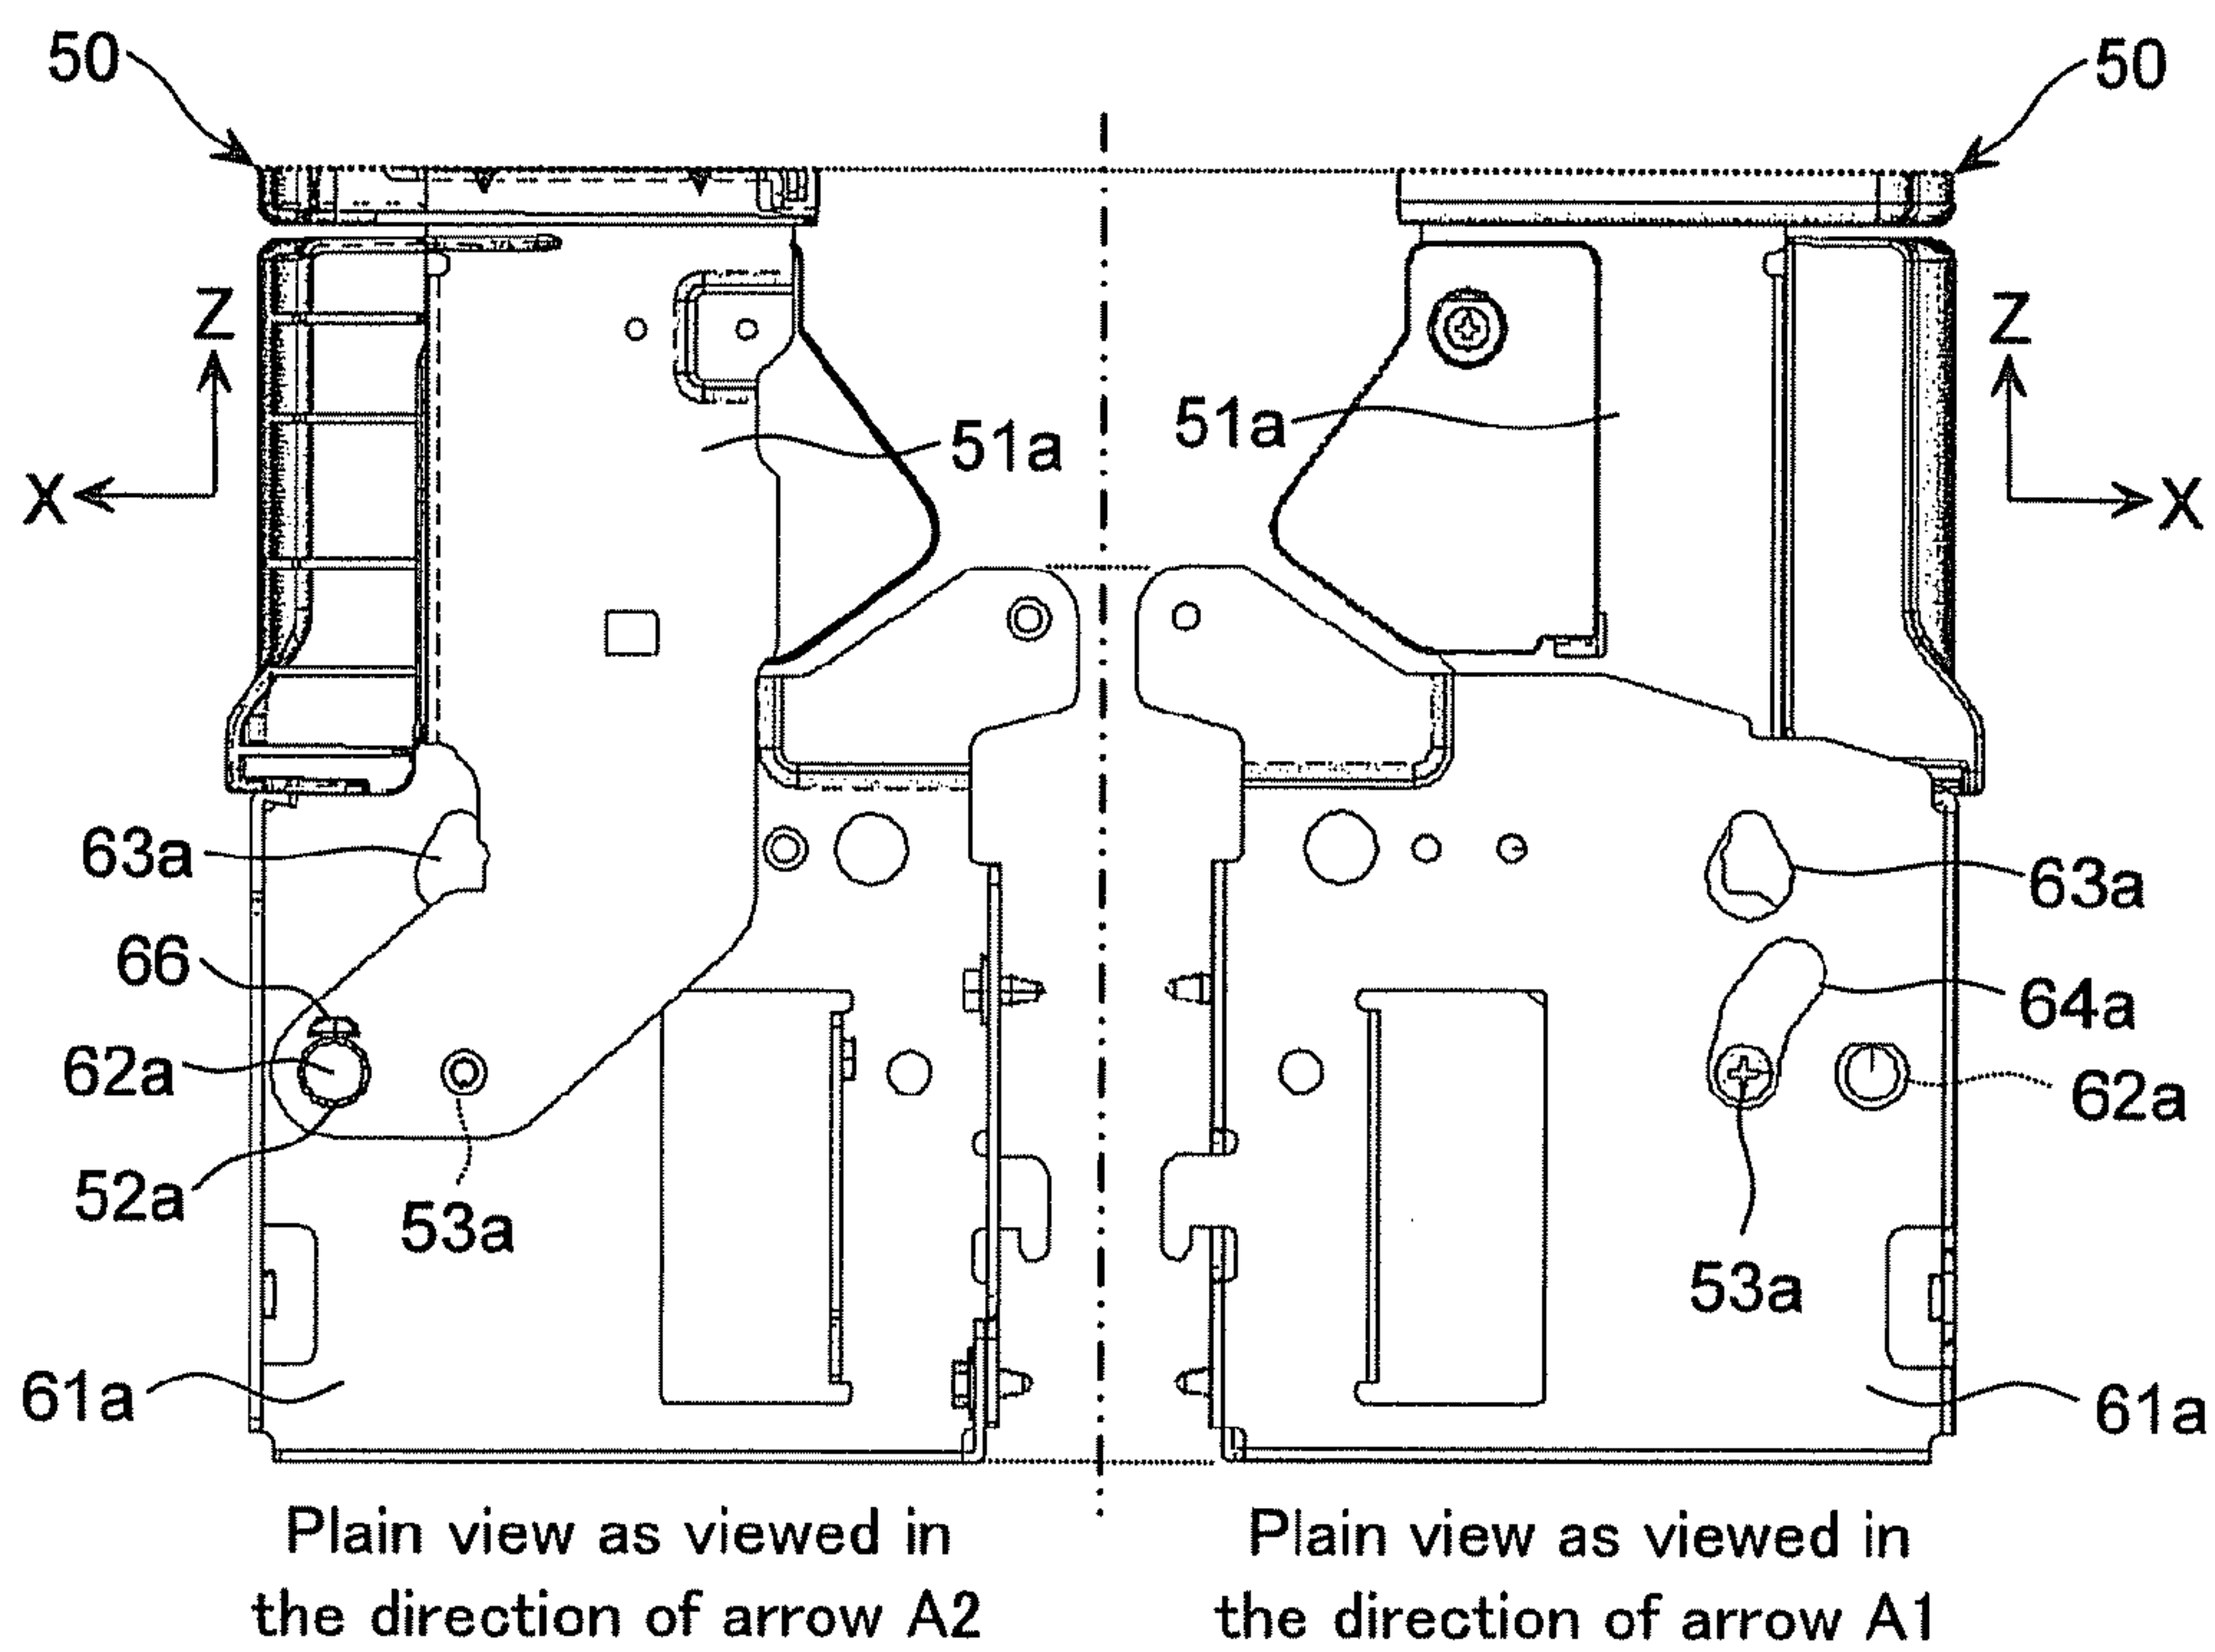 50
50
Z
X
51a
51a
Z
X
63a
63a
66
64a
62a
62a
52a
53a
53a
61a
61a
Plain view as viewed in
the direction of arrow A2
Plain view as viewed in
the direction of arrow A1